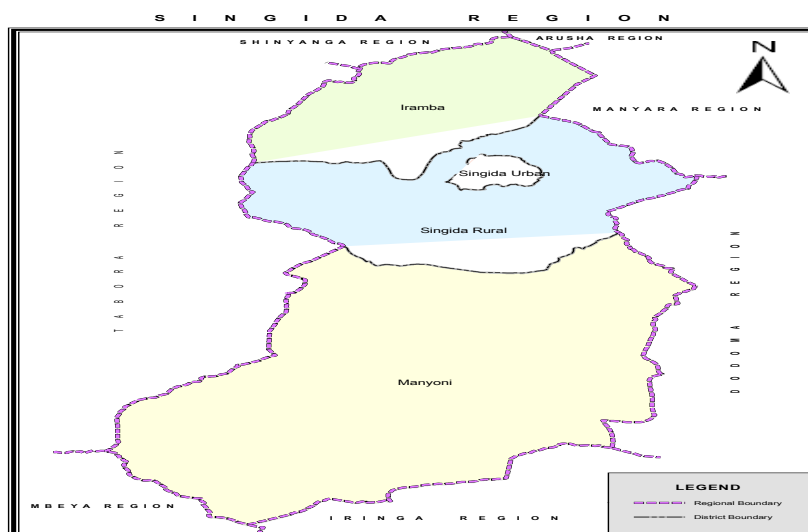 SINGIDA REGION
SHINYANGA REGION
ARUSHA REGION
N
Iramba
MANYARA REGION
TABORA REGION
Singida Urban
Singida Rural
DODOMA REGION
Manyoni
MBEYA REGION
IRINGA REGION
LEGEND
Regional Boundary
District Boundary